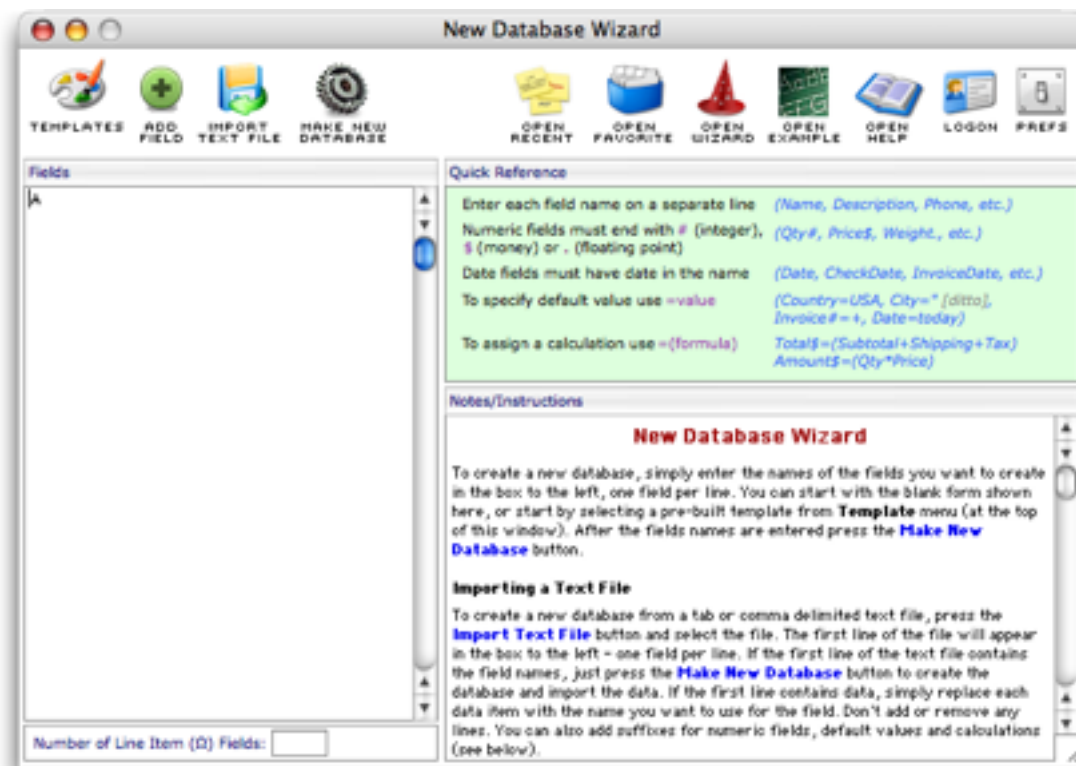 New Database Wizard
TEMPLATES
ADD
FIELD
IMPORT
TEXT FILE
MAKE NEW
DATABASE
OPEN
RECENT
OPEN
FAVORITE
OPEN
WIZARD
OPEN
EXAMPLE
OPEN
HELP
LOGON
PREFS
Fields
A
Number of Line Item (Ω) Fields:
Quick Reference
Enter each field name on a separate line (Name, Description, Phone, etc.)
Numeric fields must end with # (integer), (Qty#, Price$, Weight., etc.)
$ (money) or . (floating point)
Date fields must have date in the name (Date, CheckDate, InvoiceDate, etc.)
To specify default value use =value (Country=USA, City=" [ditto],
Invoice#=+, Date=today)
To assign a calculation use =(formula) Total$=(Subtotal+Shipping+Tax)
Amount$=(Qty*Price)
Notes/Instructions
New Database Wizard
To create a new database, simply enter the names of the fields you want to create
in the box to the left, one field per line. You can start with the blank form shown
here, or start by selecting a pre-built template from Template menu (at the top
of this window). After the fields names are entered press the Make New
Database button.
Importing a Text File
To create a new database from a tab or comma delimited text file, press the
Import Text File button and select the file. The first line of the file will appear
in the box to the left - one field per line. If the first line of the text file contains
the field names, just press the Make New Database button to create the
database and import the data. If the first line contains data, simply replace each
data item with the name you want to use for the field. Don't add or remove any
lines. You can also add suffixes for numeric fields, default values and calculations
(see below).